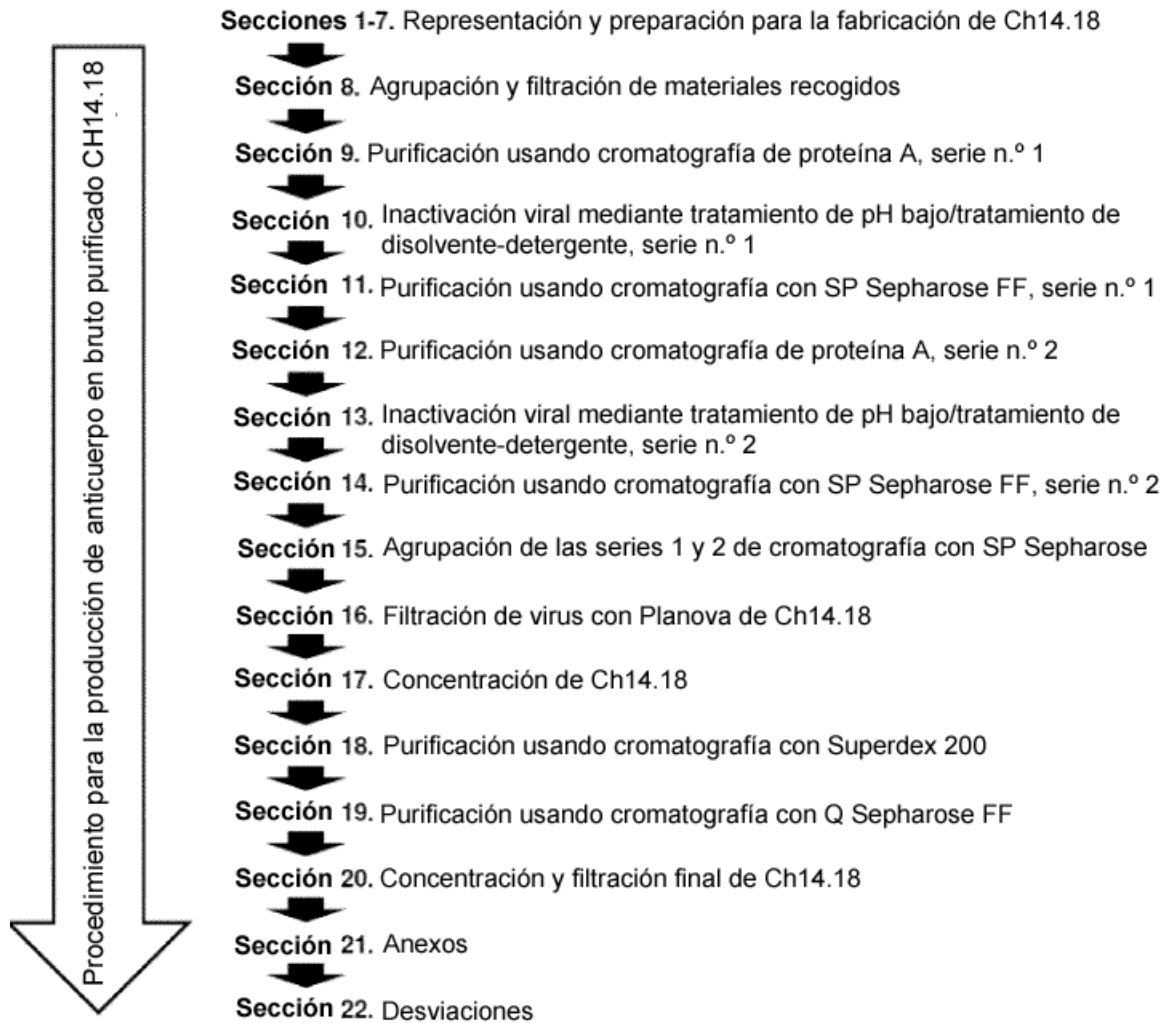 Procedimiento para la producción de anticuerpo en bruto purificado CH14.18
Secciones 1-7. Representación y preparación para la fabricación de Ch14.18
Sección 8. Agrupación y filtración de materiales recogidos
Sección 9. Purificación usando cromatografía de proteína A, serie n.º 1
Sección 10. Inactivación viral mediante tratamiento de pH bajo/tratamiento de
disolvente-detergente, serie n.º 1
Sección 11. Purificación usando cromatografía con SP Sepharose FF, serie n.º 1
Sección 12. Purificación usando cromatografía de proteína A, serie n.º 2
Sección 13. Inactivación viral mediante tratamiento de pH bajo/tratamiento de
disolvente-detergente, serie n.º 2
Sección 14. Purificación usando cromatografía con SP Sepharose FF, serie n.º 2
Sección 15. Agrupación de las series 1 y 2 de cromatografía con SP Sepharose
Sección 16. Filtración de virus con Planova de Ch14.18
Sección 17. Concentración de Ch14.18
Sección 18. Purificación usando cromatografía con Superdex 200
Sección 19. Purificación usando cromatografía con Q Sepharose FF
Sección 20. Concentración y filtración final de Ch14.18
Sección 21. Anexos
Sección 22. Desviaciones